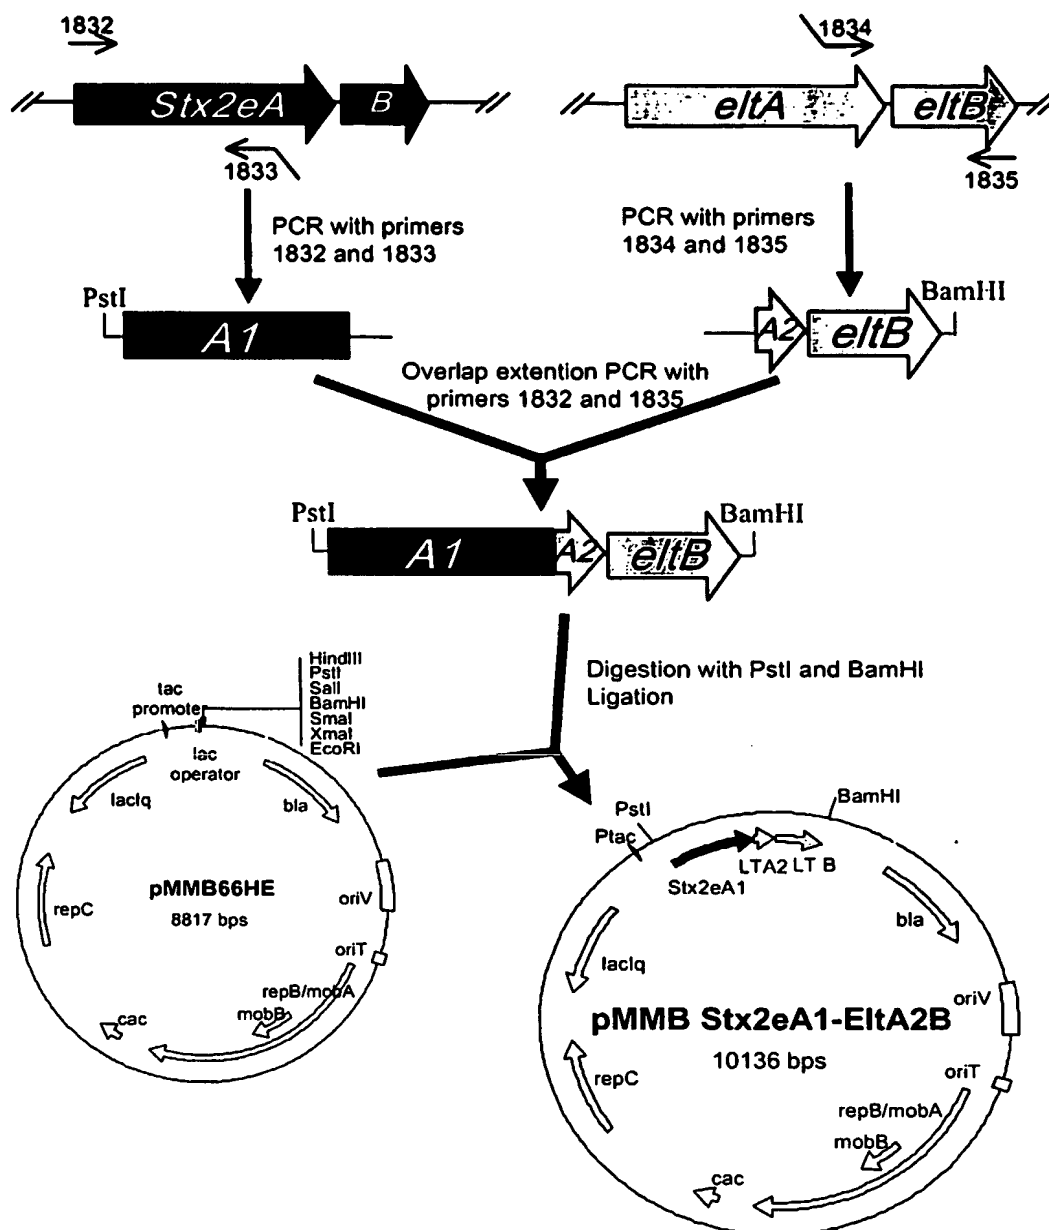 1832
1834
Stx2eA
B
eltA
eltB
1833
1835
PCR with primers
1832 and 1833
PCR with primers
1834 and 1835
PstI
BamHI
A1
A2
eltB
Overlap extention PCR with
primers 1832 and 1835
PstI
BamHI
A1
A2
eltB
HindIII
PstI
SalI
BamHI
SmaI
XmaI
EcoRI
Digestion with PstI and BamHI
Ligation
tac
promoter
lac
operator
lacIq
bla
pMMB66HE
8817 bps
repC
oriV
oriT
repB/mobA
mobB
cac
PstI
BamHI
Ptac
LTA2 LT B
Stx2eA1
bla
lacIq
oriV
pMMB Stx2eA1-EltA2B
10136 bps
oriT
repC
repB/mobA
mobB
cac